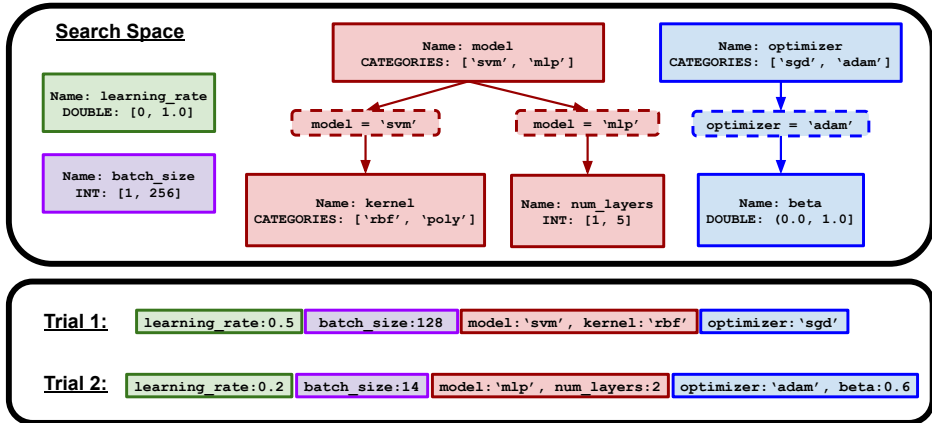 Search Space
Name: learning_rate
DOUBLE: [0, 1.0]
Name: batch_size
INT: [1, 256]
Name: model
CATEGORIES: [‘svm’, ‘mlp’]
model = ‘svm’
model = ‘mlp’
Name: kernel
CATEGORIES: [‘rbf’, ‘poly’]
Name: num_layers
INT: [1, 5]
Name: optimizer
CATEGORIES: [‘sgd’, ‘adam’]
optimizer = ‘adam’
Name: beta
DOUBLE: (0.0, 1.0]
Trial 1: learning_rate:0.5 batch_size:128 model:‘svm’, kernel:‘rbf’ optimizer:‘sgd’
Trial 2: learning_rate:0.2 batch_size:14 model:‘mlp’, num_layers:2 optimizer:‘adam’, beta:0.6